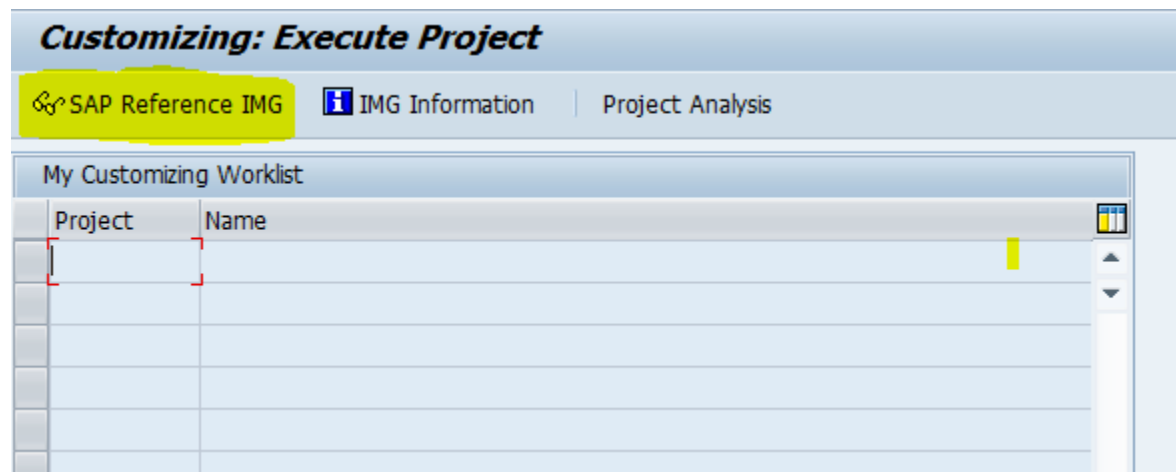 Customizing: Execute Project
SAP Reference IMG IMG Information Project Analysis
My Customizing Worklist
Project Name